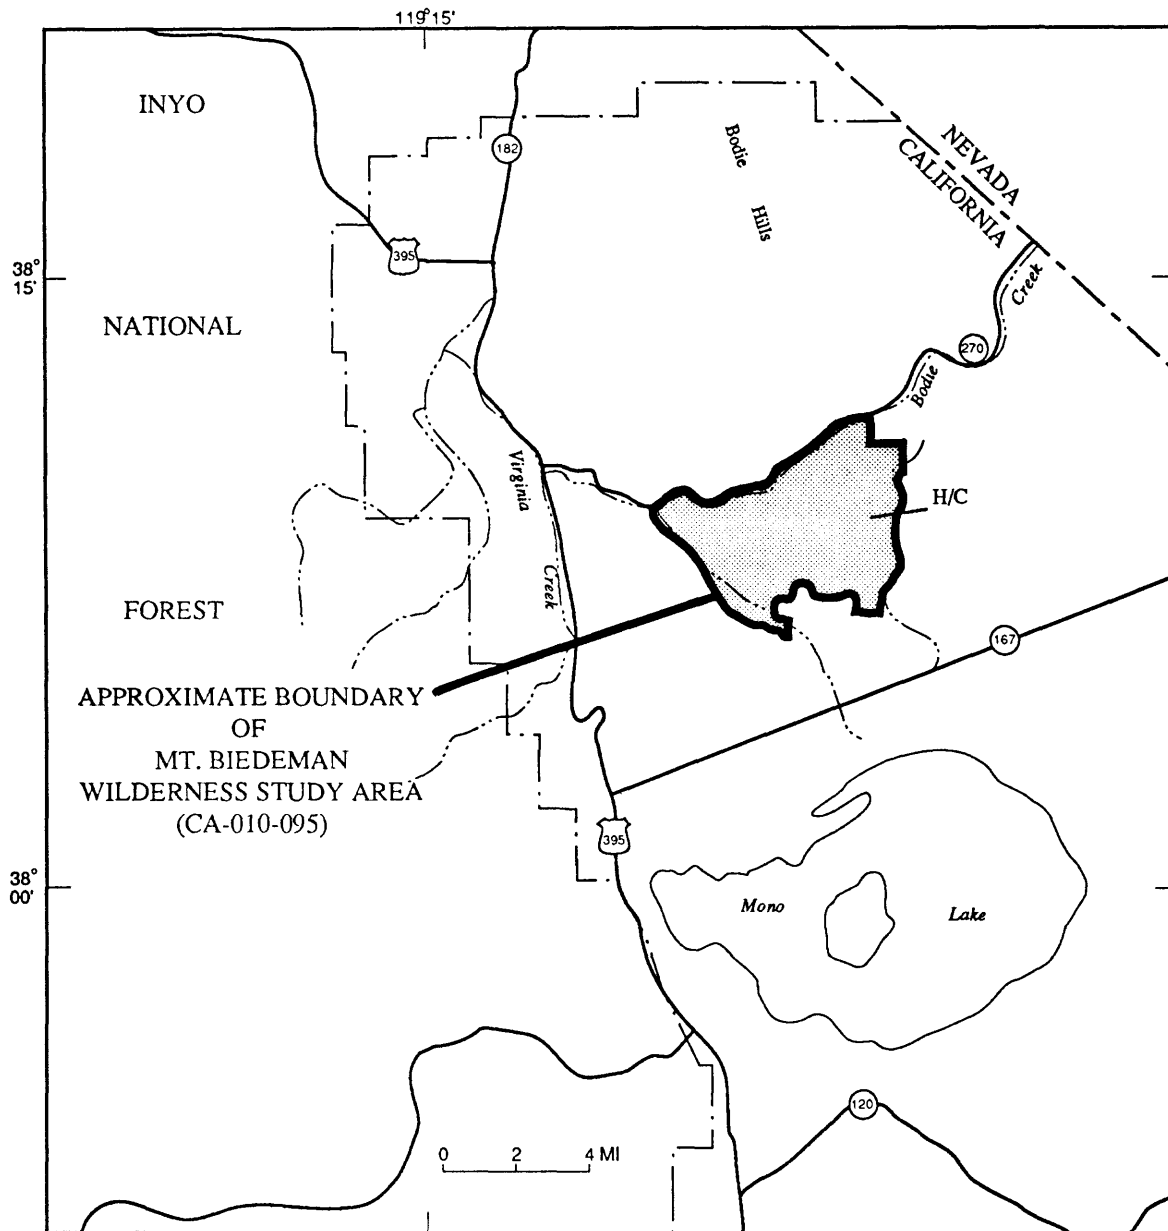 119°15'
INYO
182
Bodie
Hills
NEVADA
CALIFORNIA
395
38°
15'
Creek
NATIONAL
270
Bodie
Virginia
H/C
Creek
FOREST
167
APPROXIMATE BOUNDARY
OF
MT. BIEDEMAN
WILDERNESS STUDY AREA
(CA-010-095)
395
38°
00'
Mono Lake
120
0 2 4 MI